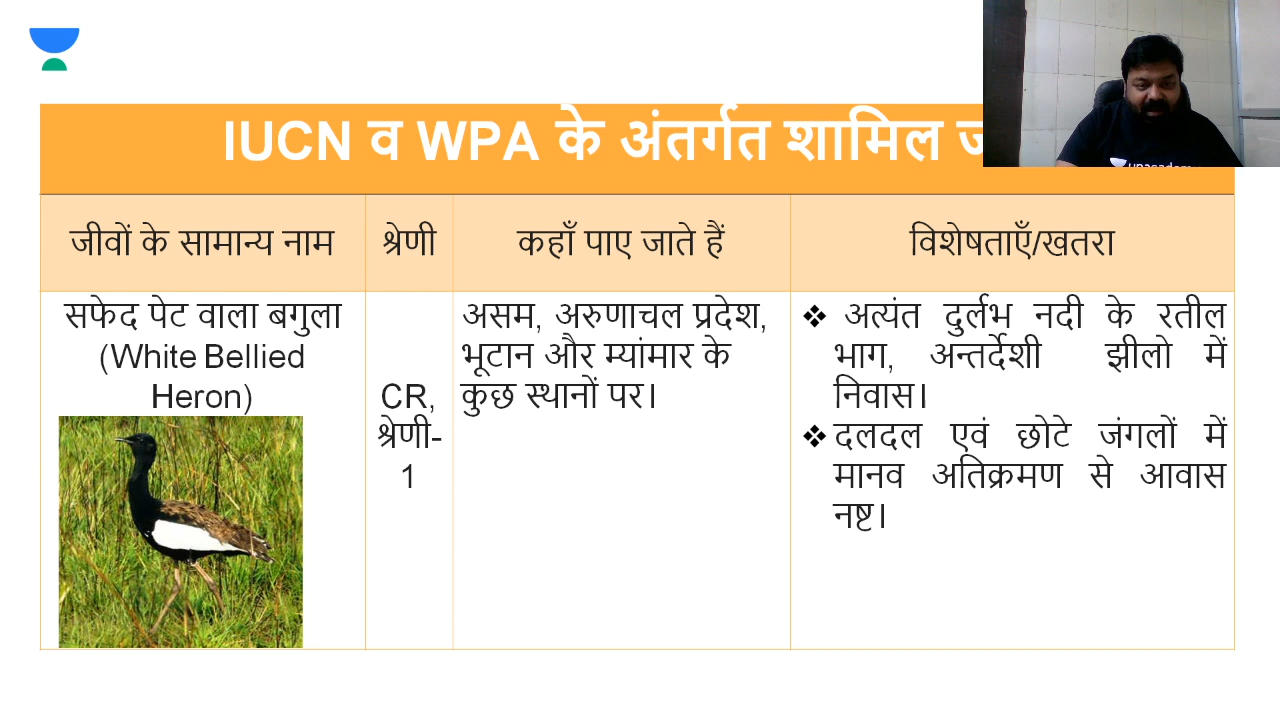 IUCN व WPA के अंतर्गत शामिल
जीवों के सामान्य नाम
श्रेणी
कहाँ पाए जाते हैं
विशेषताएँ/खतरा
सफेद पेट वाला बगुला
(White Bellied
Heron)
CR,
श्रेणी-
1
असम, अरुणाचल प्रदेश,
भूटान और म्यांमार के
कुछ स्थानों पर।
❖ अत्यंत दुर्लभ नदी के रतील
भाग, अन्तर्देशी झीलो में
निवास।
❖ दलदल एवं छोटे जंगलों में
मानव अतिक्रमण से आवास
नष्ट।